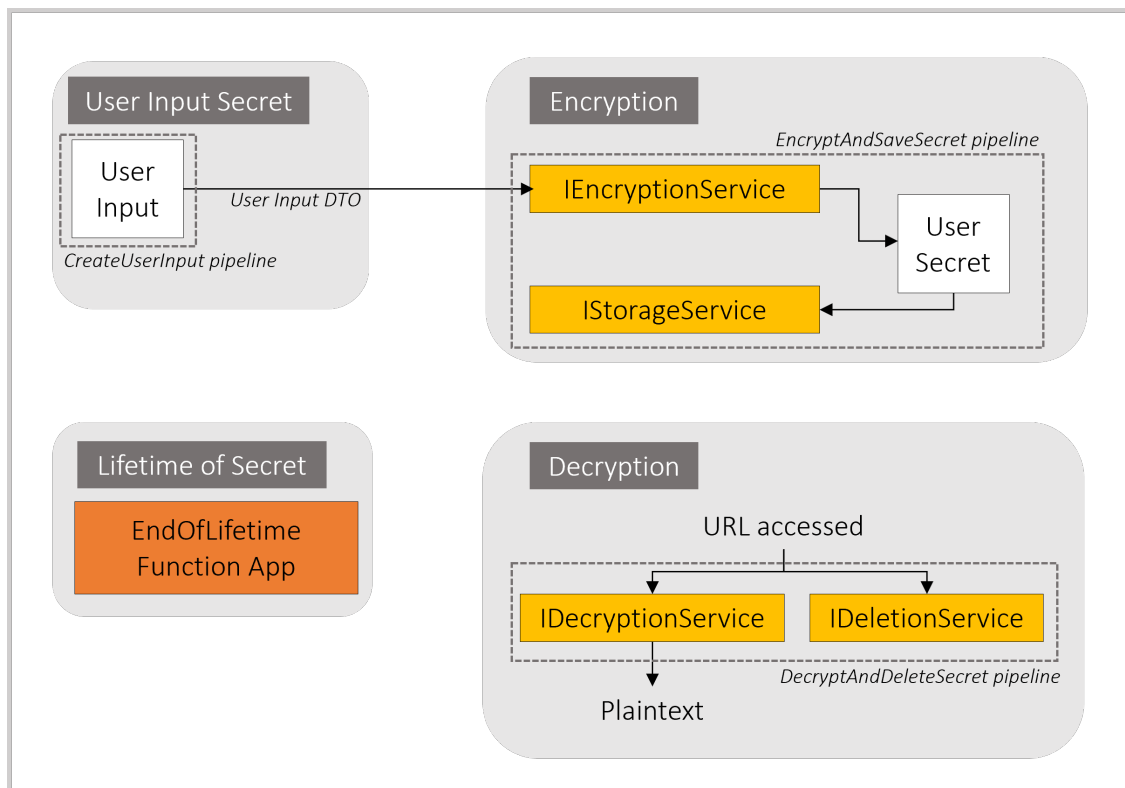 User Input Secret
User
Input
User Input DTO
CreateUserInput pipeline
Encryption
EncryptAndSaveSecret pipeline
IEncryptionService
User
Secret
IStorageService
Lifetime of Secret
EndOfLifetime
Function App
Decryption
URL accessed
IDecryptionService
IDeletionService
DecryptAndDeleteSecret pipeline
Plaintext